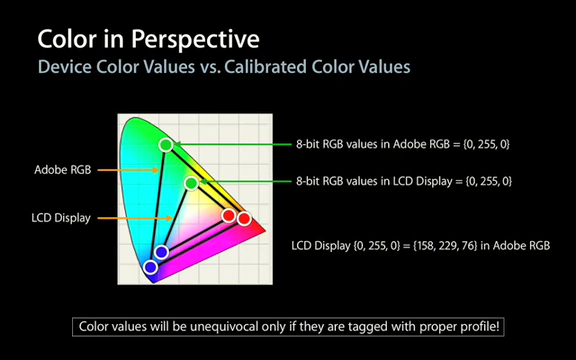 Color in Perspective
Device Color Values vs. Calibrated Color Values
8-bit RGB values in Adobe RGB = {0, 255, 0}
Adobe RGB
8-bit RGB values in LCD Display = {0, 255, 0}
LCD Display
LCD Display {0, 255, 0} = {158, 229, 76} in Adobe RGB
Color values will be unequivocal only if they are tagged with proper profile!